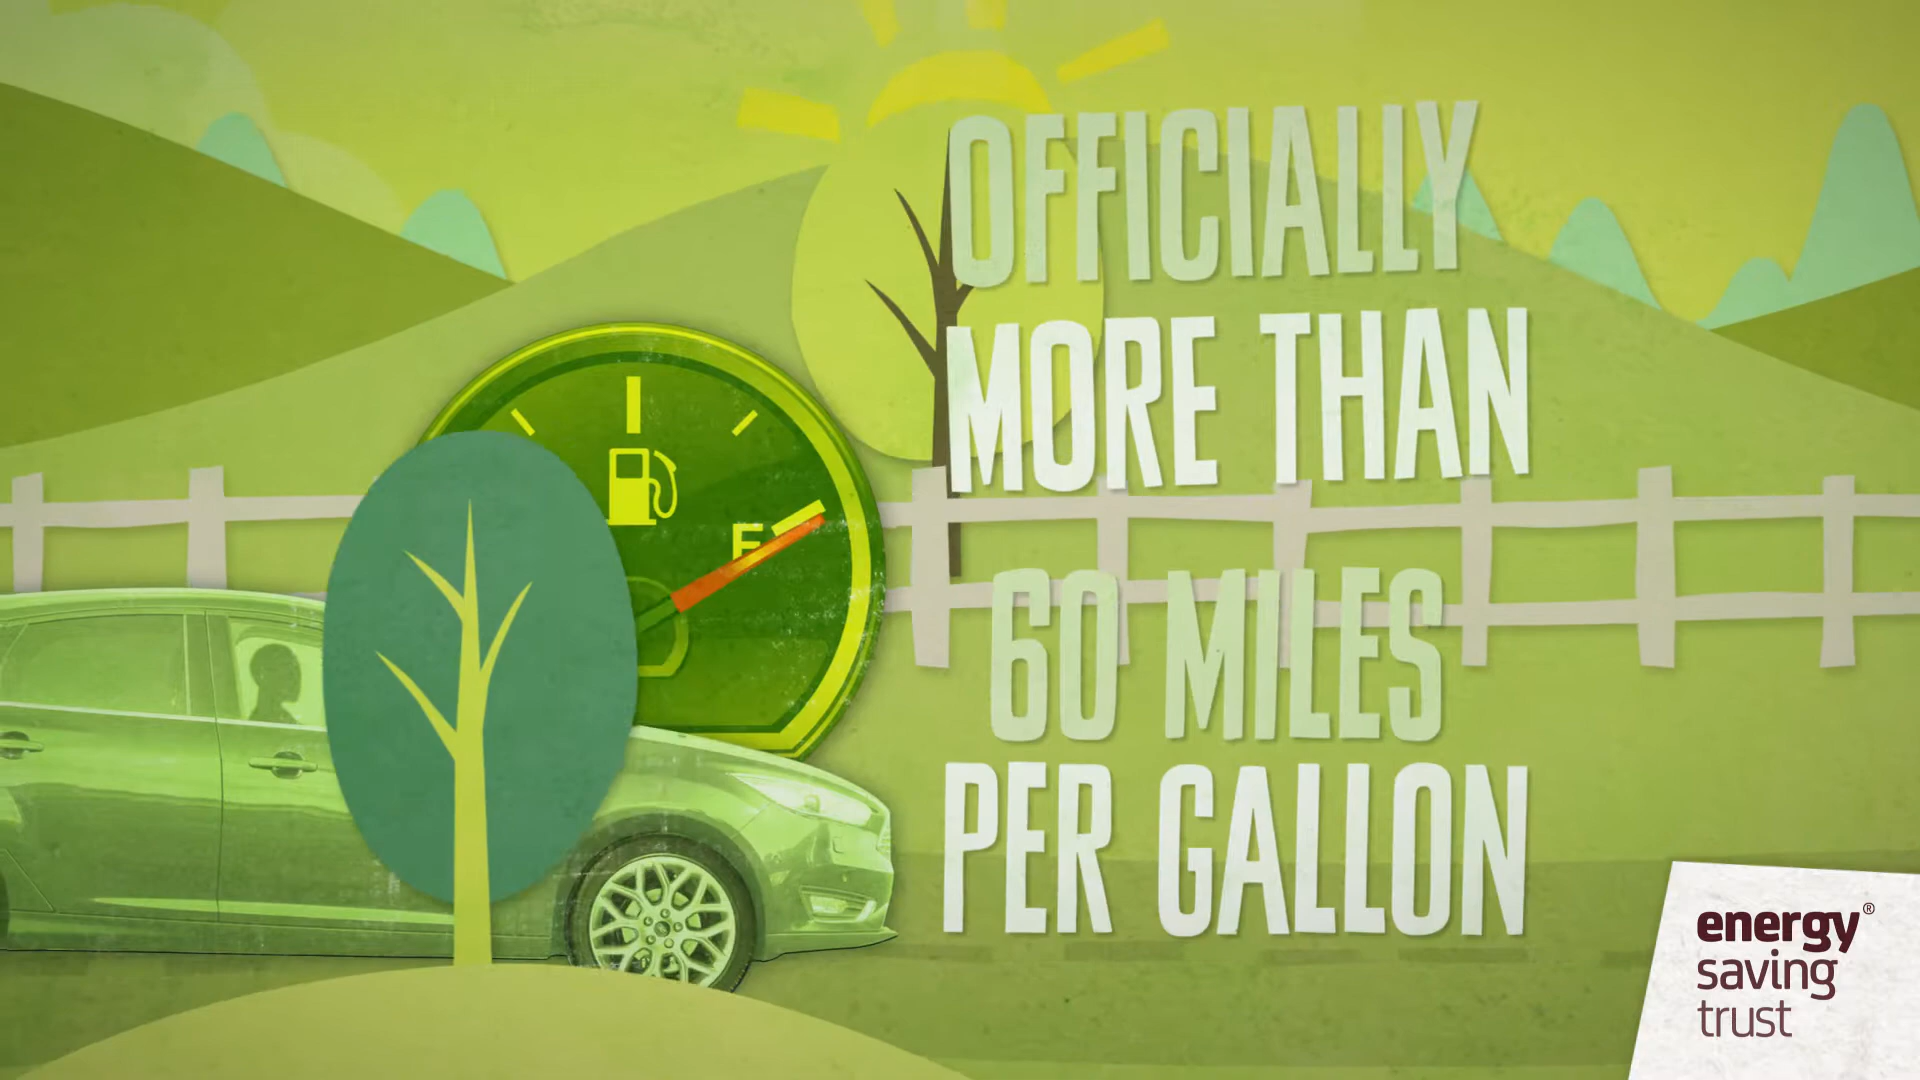 OFFICIALLY
MORE THAN
60 MILES
PER GALLON
F
energy®
saving
trust